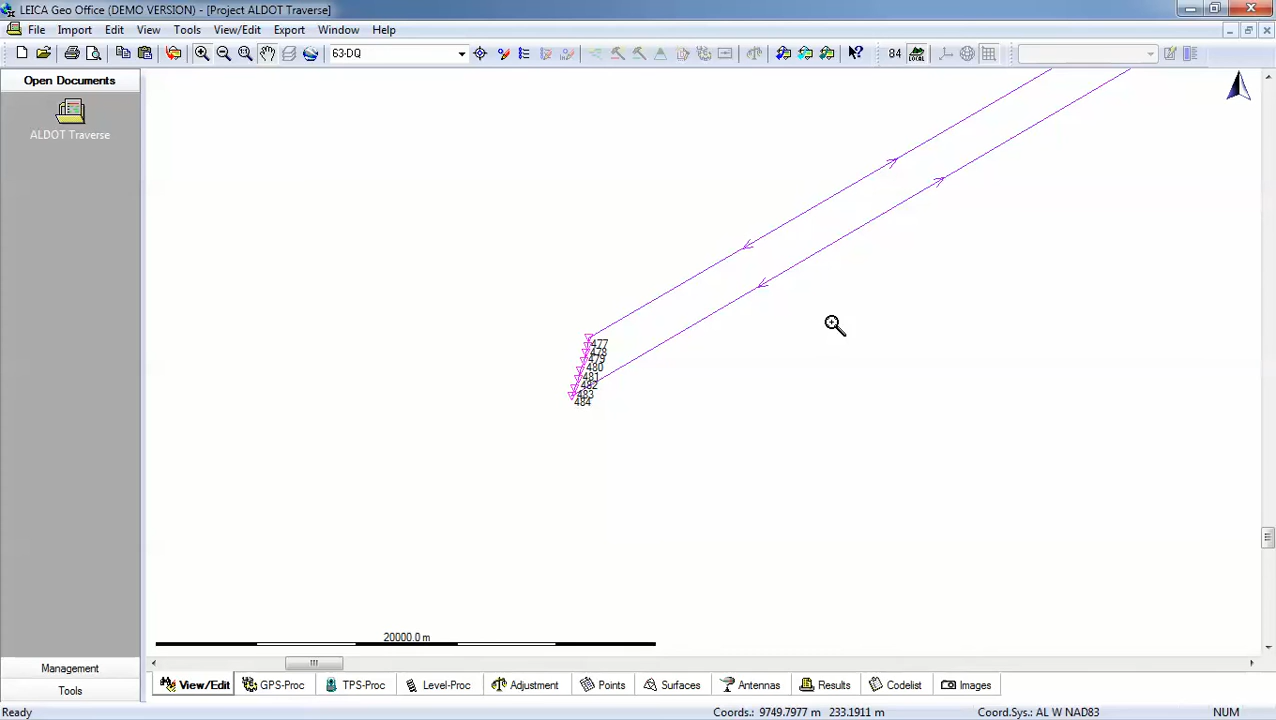 LEICA Geo Office (DEMO VERSION) - [Project ALDOT Traverse]
File Import Edit View Tools View/Edit Export Window Help
63-DQ 84 LOCAL
Open Documents
ALDOT Traverse
477
478
479
480
481
482
483
484
20000.0 m
Management
Tools
View/Edit GPS-Proc TPS-Proc Level-Proc Adjustment Points Surfaces Antennas Results Codelist Images
Ready Coords.: 9749.7977 m 233.1911 m Coord.Sys.: AL W NAD83 NUM